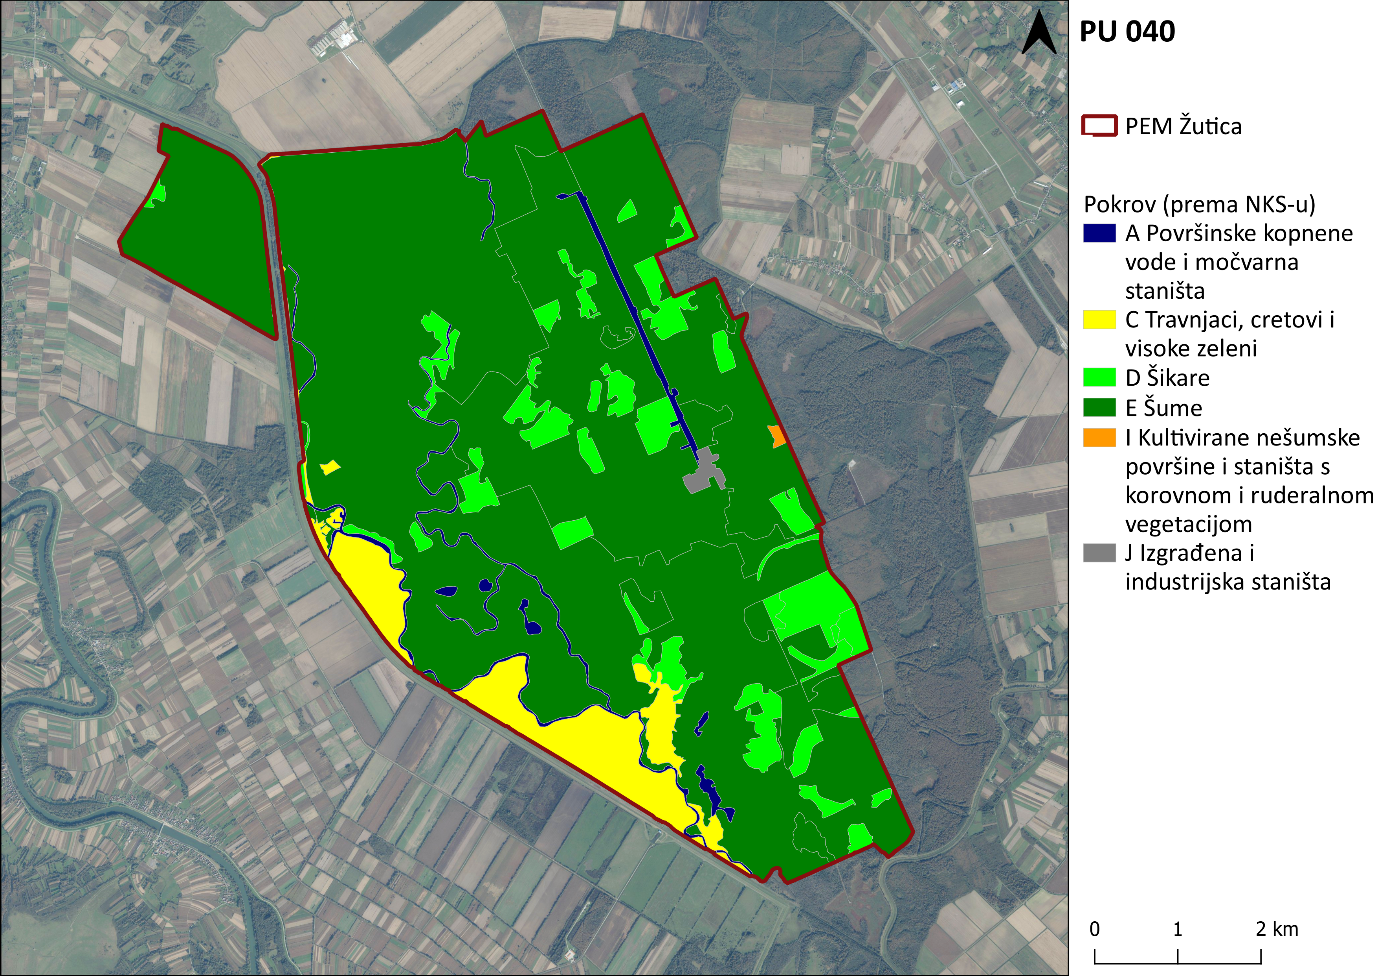 PU 040
PEM Žutica
Pokrov (prema NKS-u)
A Površinske kopnene
vode i močvarna
staništa
C Travnjaci, cretovi i
visoke zeleni
D Šikare
E Šume
I Kultivirane nešumske
površine i staništa s
korovnom i ruderalnom
vegetacijom
J Izgrađena i
industrijska staništa
0 1 2 km